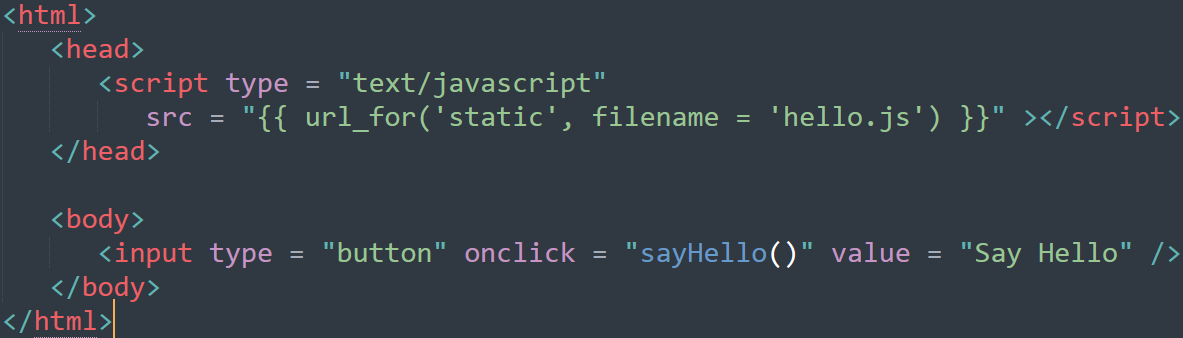 <html>
<head>
<script type = "text/javascript"
src = "{{ url_for('static', filename = 'hello.js') }}" ></script>
</head>
<body>
<input type = "button" onclick = "sayHello()" value = "Say Hello" />
</body>
</html>